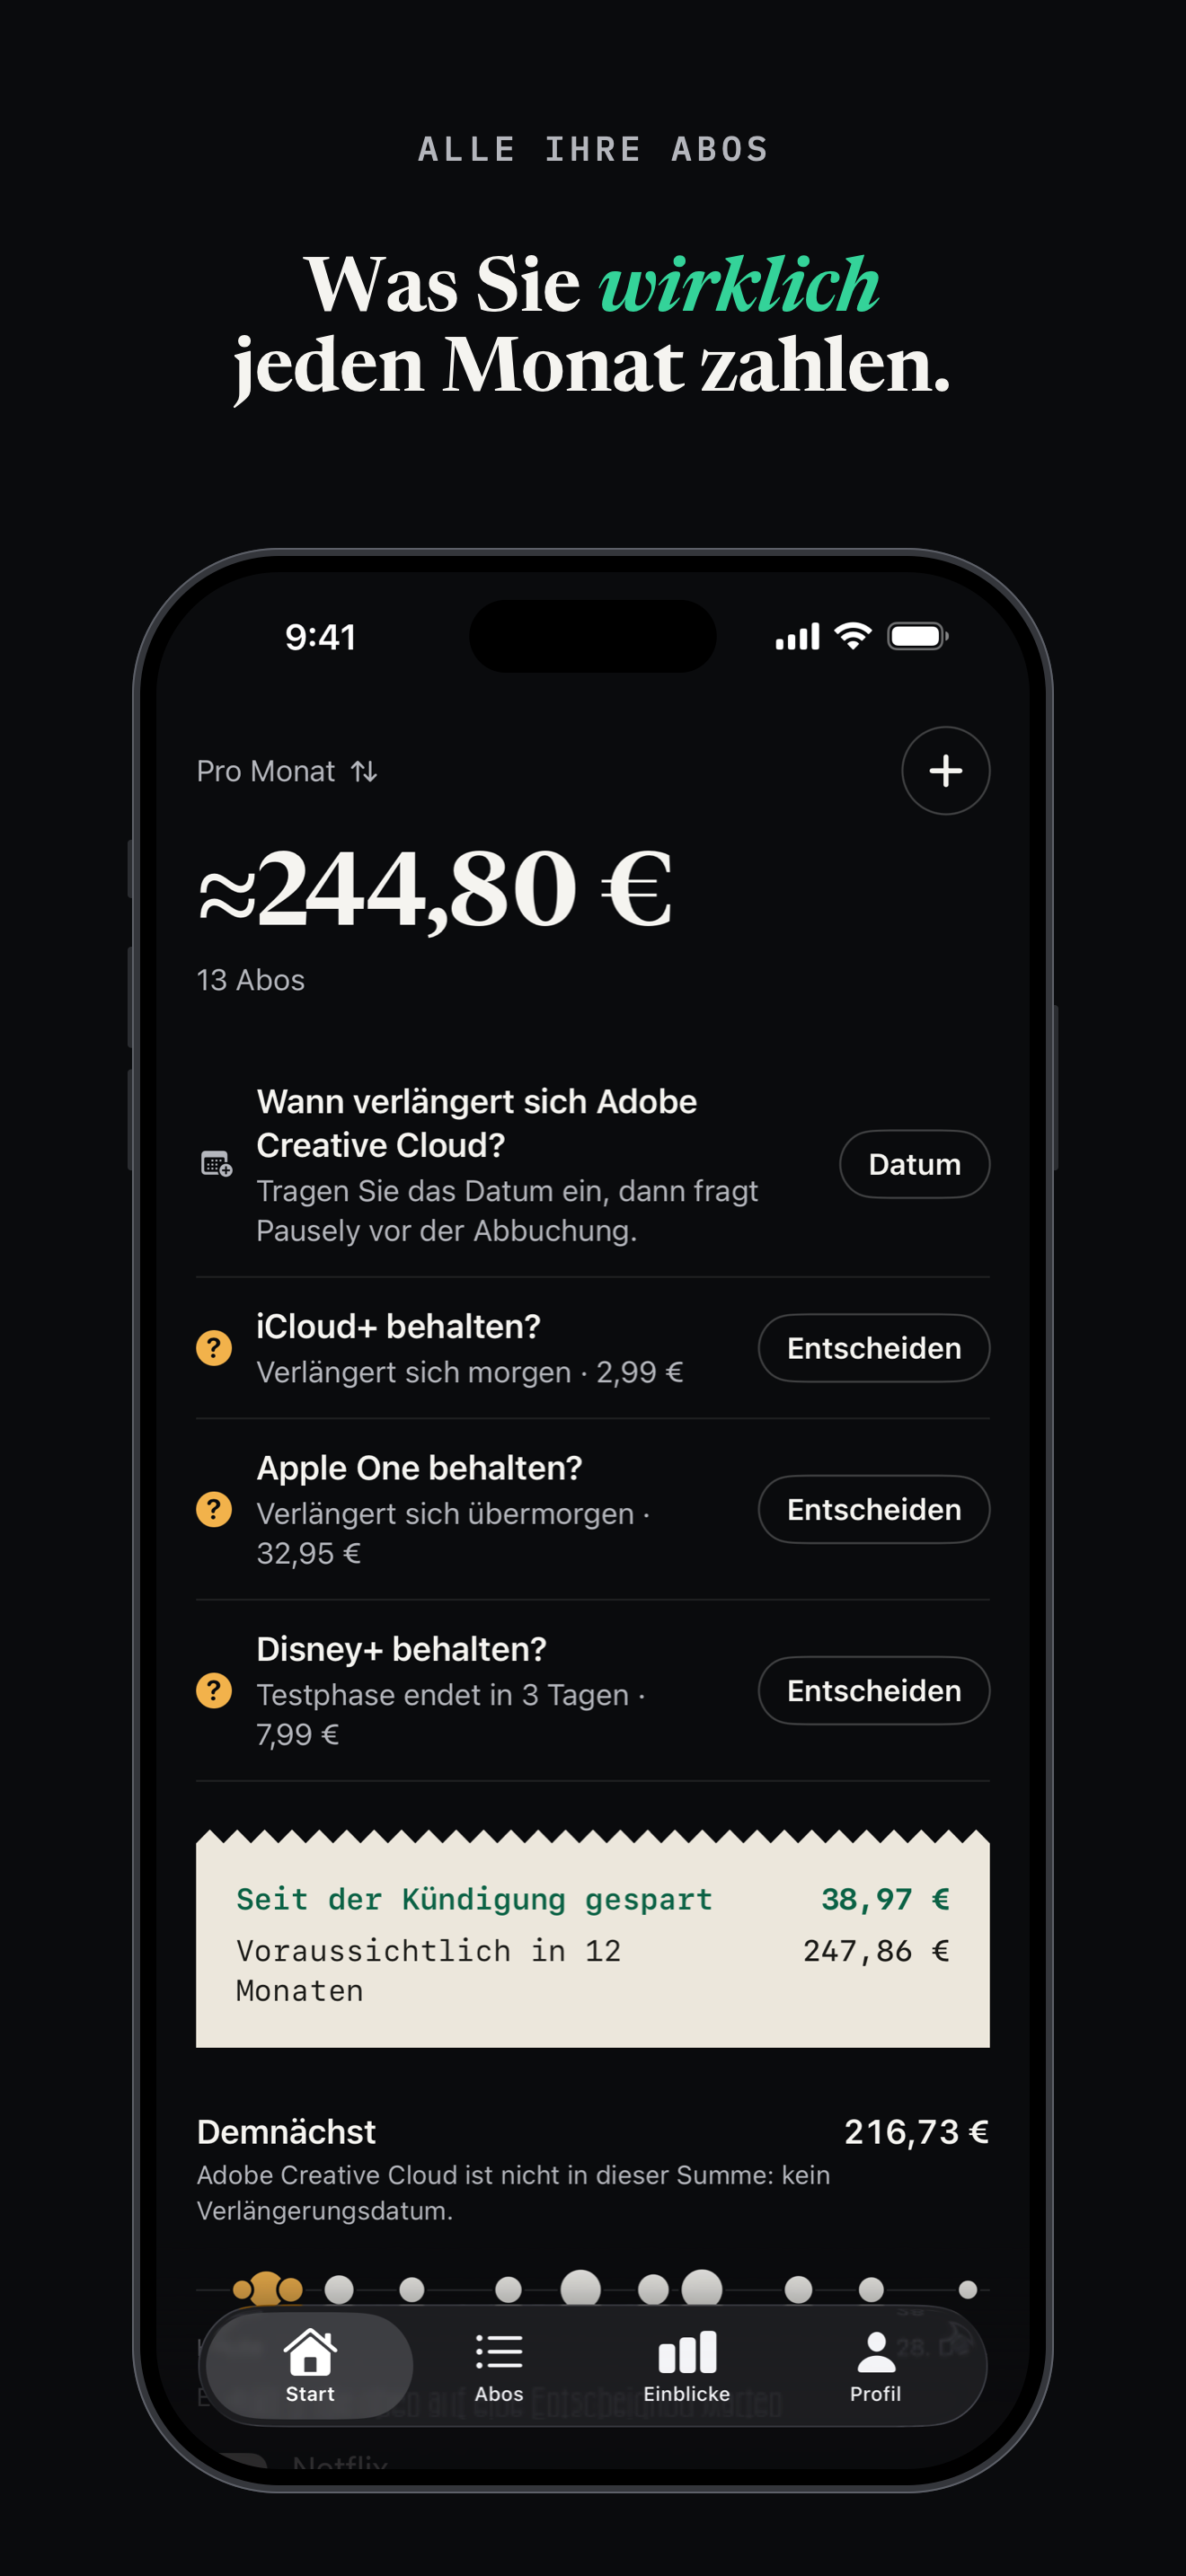 ALLE IHRE ABOS
Was Sie wirklich
jeden Monat zahlen.
9:41
Pro Monat
≈244,80 €
13 Abos
Wann verlängert sich Adobe
Creative Cloud?
Tragen Sie das Datum ein, dann fragt
Pausely vor der Abbuchung.
Datum
iCloud+ behalten?
Verlängert sich morgen · 2,99 €
Entscheiden
Apple One behalten?
Verlängert sich übermorgen ·
32,95 €
Entscheiden
Disney+ behalten?
Testphase endet in 3 Tagen ·
7,99 €
Entscheiden
Seit der Kündigung gespart 38,97 €
Voraussichtlich in 12 247,86 €
Monaten
Demnächst 216,73 €
Adobe Creative Cloud ist nicht in dieser Summe: kein
Verlängerungsdatum.
Start Abos Einblicke Profil